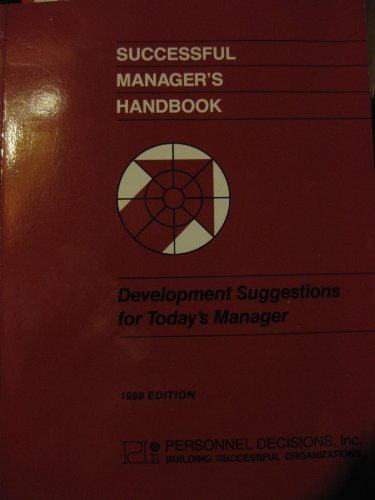 SUCCESSFUL
MANAGER'S
HANDBOOK
Development Suggestions
for Today's Manager
1989 EDITION
PERSONNEL DECISIONS, Inc.
BUILDING SUCCESSFUL ORGANIZATIONS